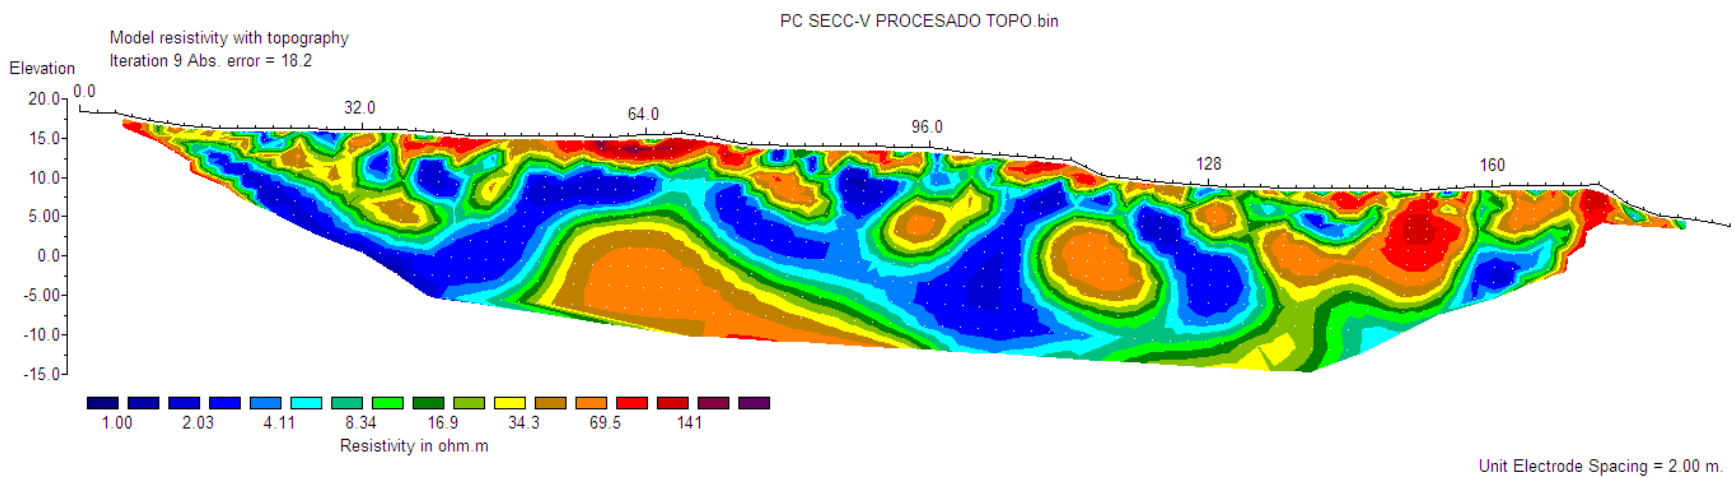 PC SECC-V PROCESADO TOPO.bin
Model resistivity with topography
Iteration 9 Abs. error = 18.2
Elevation
0.0
32.0
64.0
96.0
128
160
20.0
15.0
10.0
5.00
0.0
-5.00
-10.0
-15.0
1.00 2.03 4.11 8.34 16.9 34.3 69.5 141
Resistivity in ohm.m
Unit Electrode Spacing = 2.00 m.